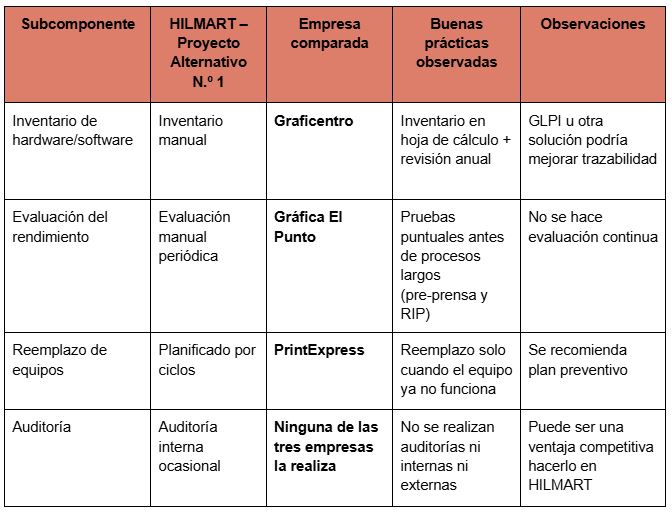 Subcomponente
HILMART –
Proyecto
Alternativo
N.º 1
Empresa
comparada
Buenas
prácticas
observadas
Observaciones
Inventario de
hardware/software
Inventario
manual
Graficentro
Inventario en
hoja de cálculo +
revisión anual
GLPI u otra
solución podría
mejorar trazabilidad
Evaluación del
rendimiento
Evaluación
manual
periódica
Gráfica El
Punto
Pruebas
puntuales antes
de procesos
largos
(pre-prensa y
RIP)
No se hace
evaluación continua
Reemplazo de
equipos
Planificado por
ciclos
PrintExpress
Reemplazo solo
cuando el equipo
ya no funciona
Se recomienda
plan preventivo
Auditoría
Auditoría
interna
ocasional
Ninguna de las
tres empresas
la realiza
No se realizan
auditorías ni
internas ni
externas
Puede ser una
ventaja competitiva
hacerlo en
HILMART